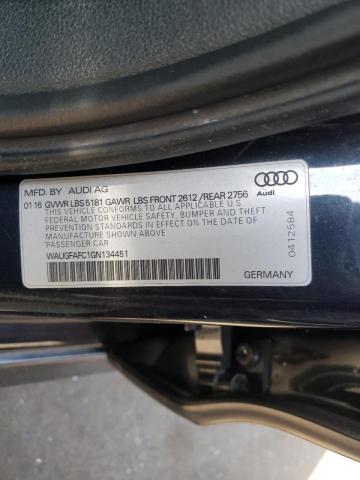 MFD. BY AUDI AG
01 16 GVWR LBS 5181 GAWR LBS FRONT 2612 /REAR 2756
THIS VEHICLE CONFORMS TO ALL APPLICABLE U S
FEDERAL MOTOR VEHICLE SAFETY, BUMPER AND THEFT
PREVENTION STANDARDS IN EFFECT ON THE DATE OF
MANUFACTURE SHOWN ABOVE.
PASSENGER CAR
WAUGFAFC1GN134451
Audi
0412584
GERMANY